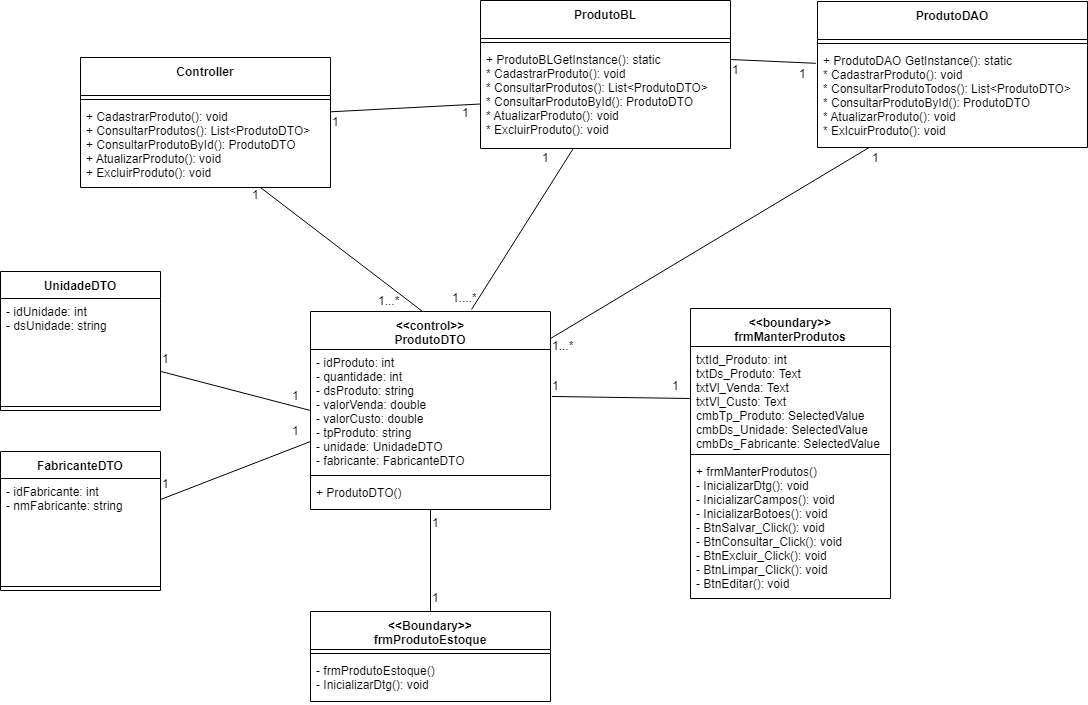 ProdutoBL
+ ProdutoBLGetInstance(): static
* CadastrarProduto(): void
* ConsultarProdutos(): List<ProdutoDTO>
* ConsultarProdutoById(): ProdutoDTO
* AtualizarProduto(): void
* ExcluirProduto(): void
ProdutoDAO
+ ProdutoDAO GetInstance(): static
* CadastrarProduto(): void
* ConsultarProdutoTodos(): List<ProdutoDTO>
* ConsultarProdutoById(): ProdutoDTO
* AtualizarProduto(): void
* ExlcuirProduto(): void
Controller
+ CadastrarProduto(): void
+ ConsultarProdutos(): List<ProdutoDTO>
+ ConsultarProdutoById(): ProdutoDTO
+ AtualizarProduto(): void
+ ExcluirProduto(): void
1
1
1
1
1
1
1
1...*
1....*
1...*
UnidadeDTO
- idUnidade: int
- dsUnidade: string
1
1
FabricanteDTO
- idFabricante: int
- nmFabricante: string
1
1
<<control>>
ProdutoDTO
- idProduto: int
- quantidade: int
- dsProduto: string
- valorVenda: double
- valorCusto: double
- tpProduto: string
- unidade: UnidadeDTO
- fabricante: FabricanteDTO
+ ProdutoDTO()
1
1
<<boundary>>
frmManterProdutos
txtId_Produto: int
txtDs_Produto: Text
txtVl_Venda: Text
txtVl_Custo: Text
cmbTp_Produto: SelectedValue
cmbDs_Unidade: SelectedValue
cmbDs_Fabricante: SelectedValue
+ frmManterProdutos()
- InicializarDtg(): void
- InicializarCampos(): void
- InicializarBotoes(): void
- BtnSalvar_Click(): void
- BtnConsultar_Click(): void
- BtnExcluir_Click(): void
- BtnLimpar_Click(): void
- BtnEditar(): void
1
1
<<Boundary>>
frmProdutoEstoque
- frmProdutoEstoque()
- InicializarDtg(): void